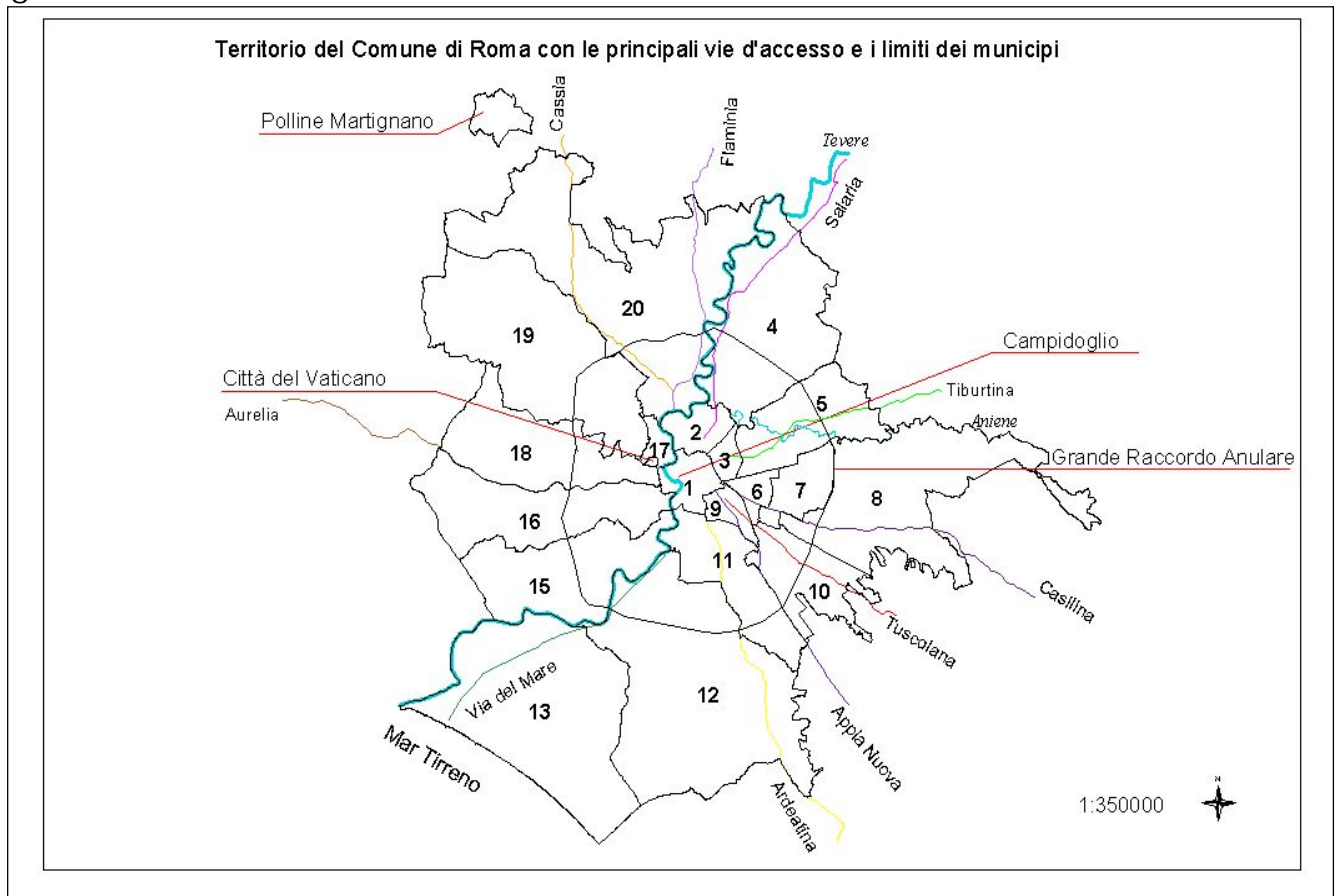 Territorio del Comune di Roma con le principali vie d'accesso e i limiti dei municipi
Polline Martignano
Cassia
Flaminia
Tevere
Salaria
20
4
19
Campidoglio
Città del Vaticano
Tiburtina
5
Aurelia
Aniene
2
17
18
3
Grande Raccordo Anulare
1
6
7
8
9
16
11
15
10
Casilina
Tuscolana
Via del Mare
12
13
Appia Nuova
Mar Tirreno
Ardeatina
N
1:350000